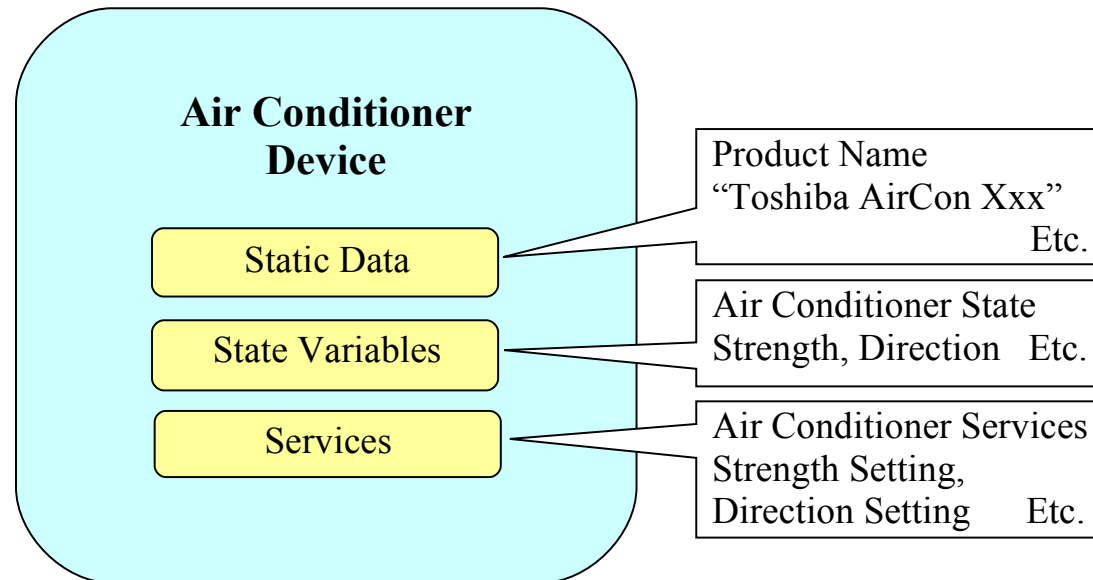 Air Conditioner
Device
Static Data
State Variables
Services
Product Name
“Toshiba AirCon Xxx”
Etc.
Air Conditioner State
Strength, Direction Etc.
Air Conditioner Services
Strength Setting,
Direction Setting Etc.